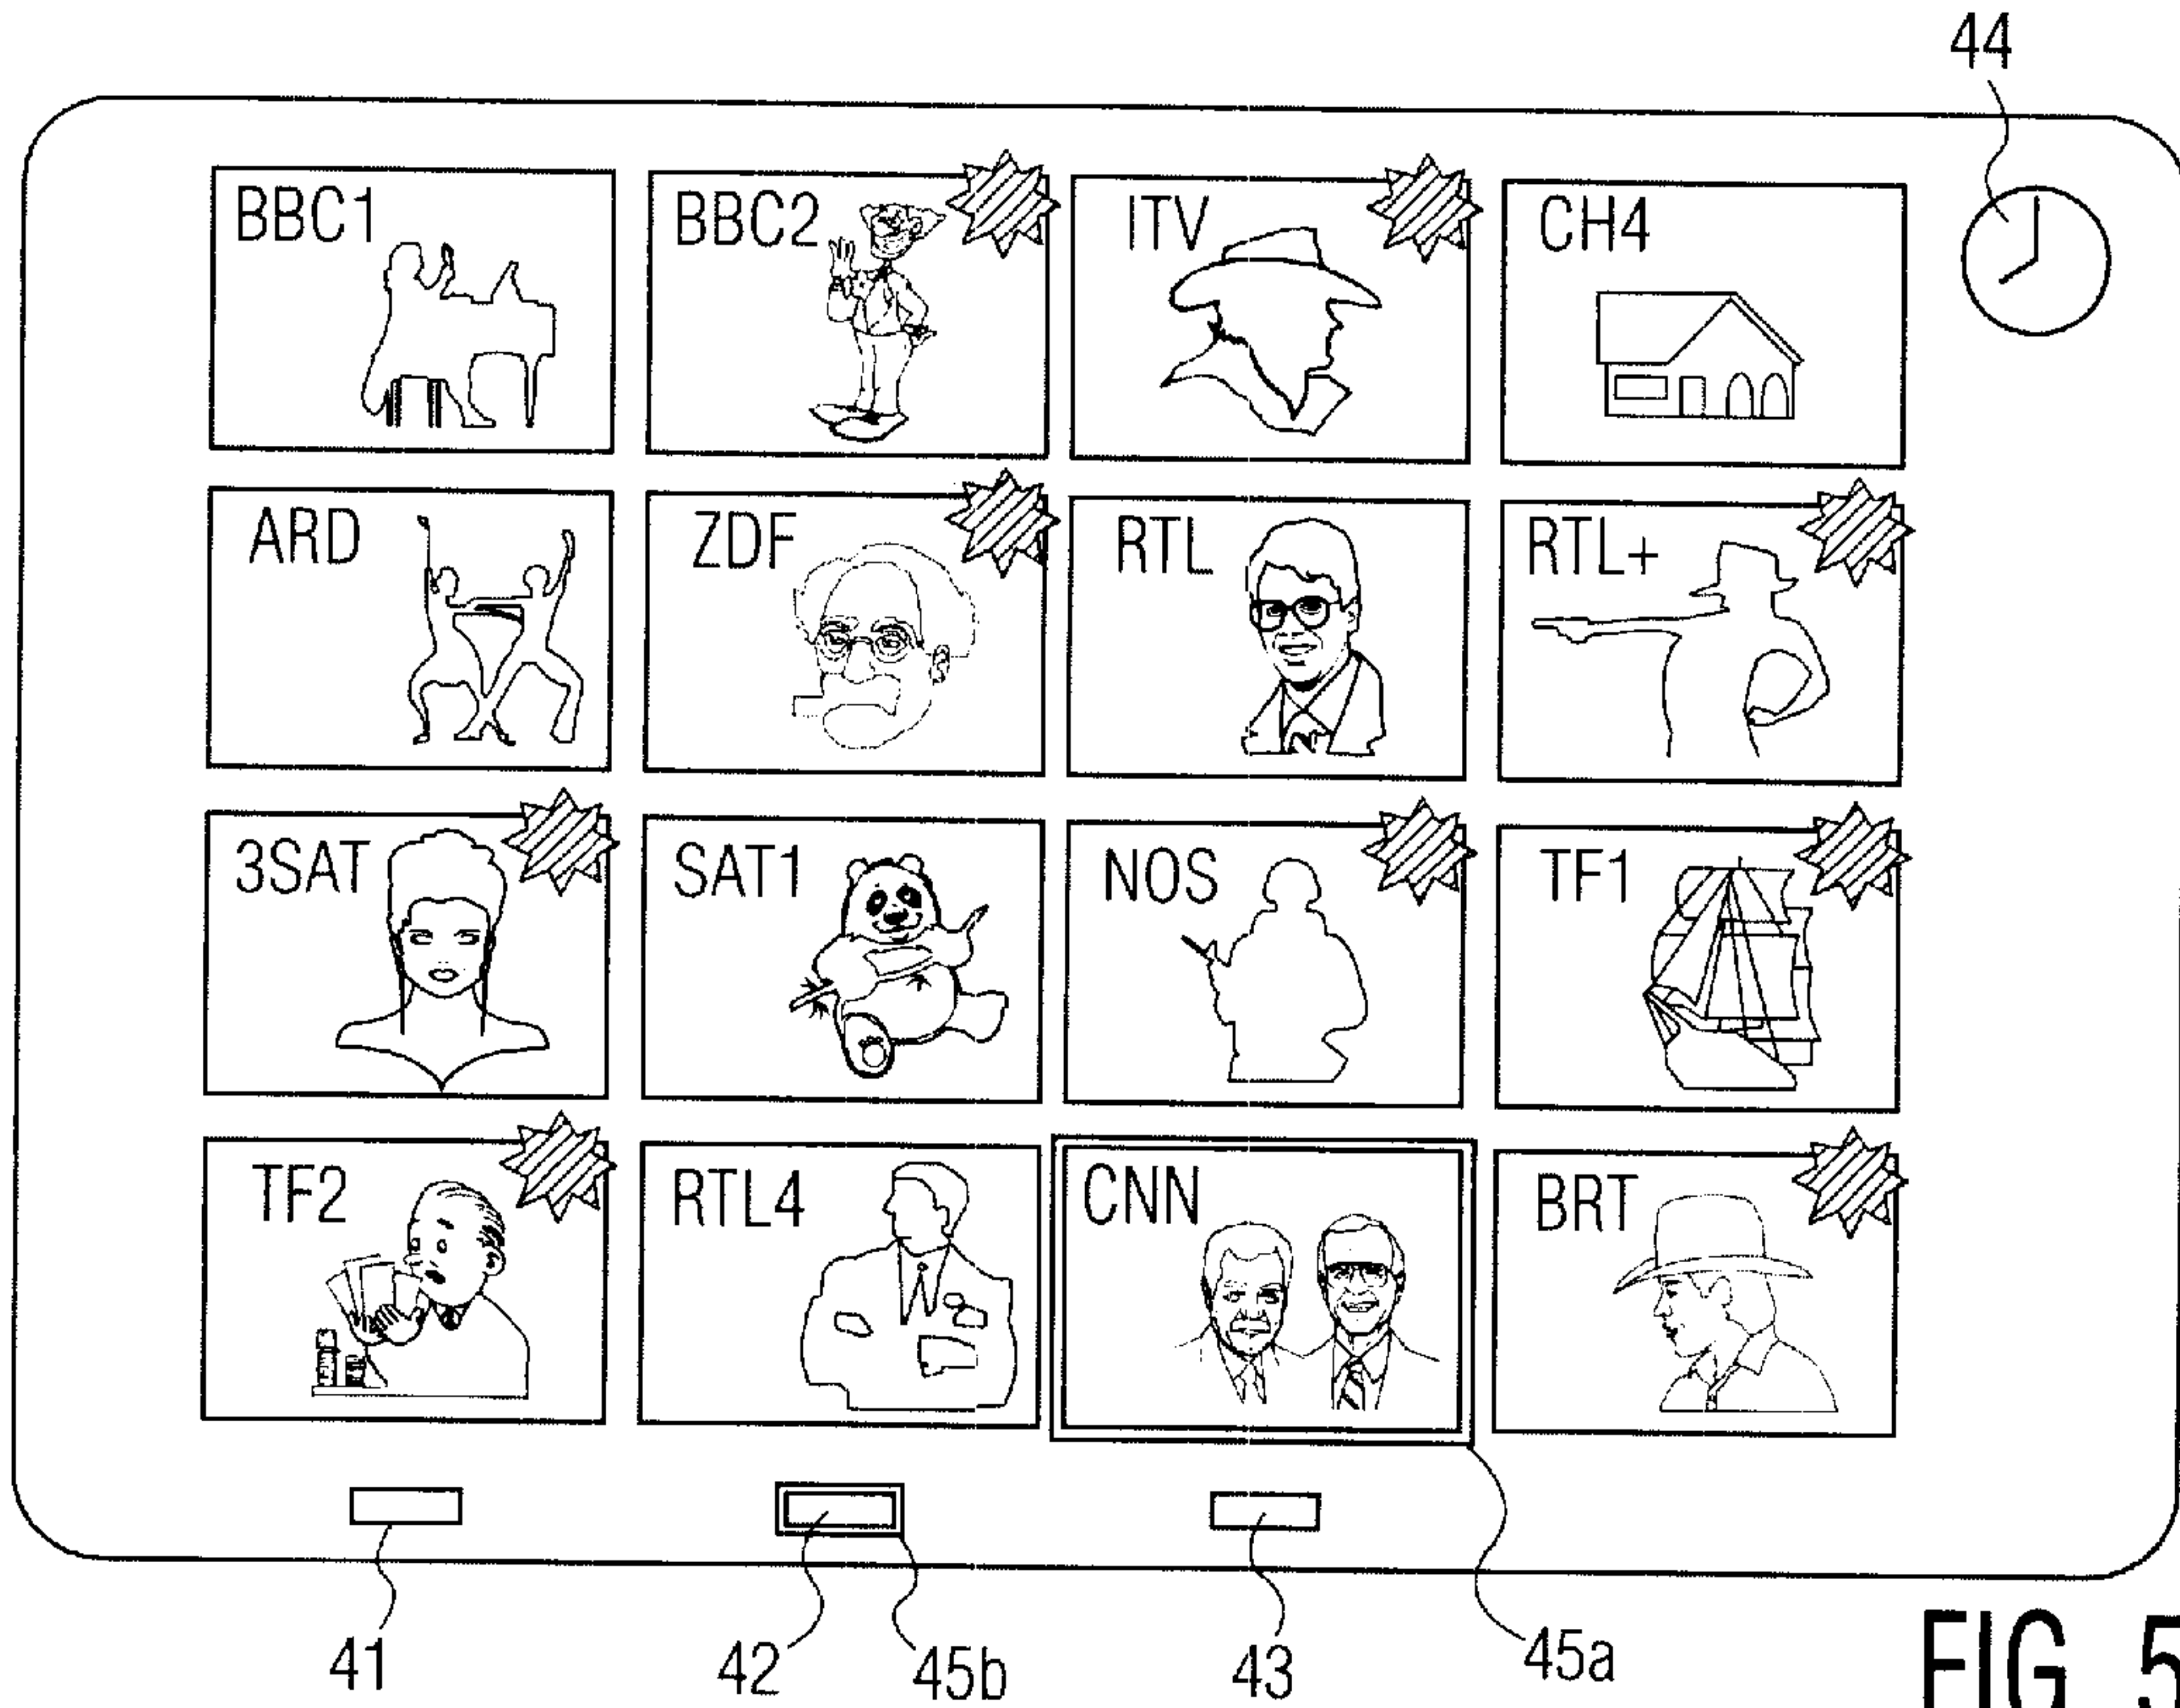 44
BBC1 BBC2 ITV CH4
ARD ZDF RTL RTL+
3SAT SAT1 NOS TF1
TF2 RTL4 CNN BRT
41 42 45b 43 45a
FIG. 5